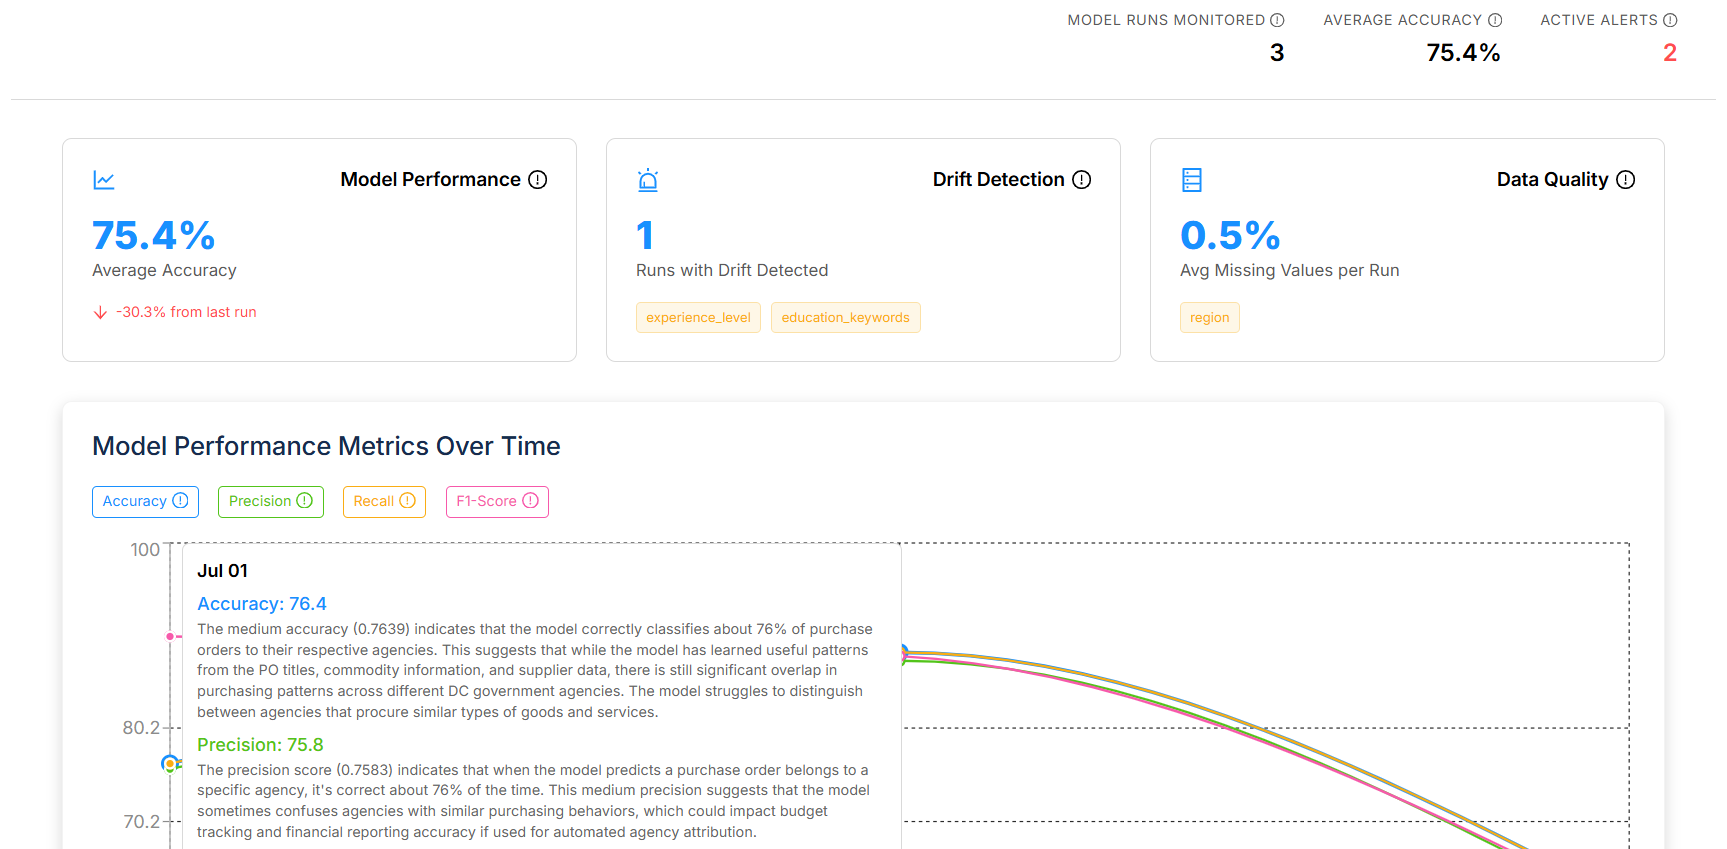 MODEL RUNS MONITORED
AVERAGE ACCURACY
ACTIVE ALERTS
3
75.4%
2
Model Performance
75.4%
Average Accuracy
-30.3% from last run
Drift Detection
1
Runs with Drift Detected
experience_level
education_keywords
Data Quality
0.5%
Avg Missing Values per Run
region
Model Performance Metrics Over Time
Accuracy
Precision
Recall
F1-Score
100
80.2
70.2
Jul 01
Accuracy: 76.4
The medium accuracy (0.7639) indicates that the model correctly classifies about 76% of purchase
orders to their respective agencies. This suggests that while the model has learned useful patterns
from the PO titles, commodity information, and supplier data, there is still significant overlap in
purchasing patterns across different DC government agencies. The model struggles to distinguish
between agencies that procure similar types of goods and services.
Precision: 75.8
The precision score (0.7583) indicates that when the model predicts a purchase order belongs to a
specific agency, it's correct about 76% of the time. This medium precision suggests that the model
sometimes confuses agencies with similar purchasing behaviors, which could impact budget
tracking and financial reporting accuracy if used for automated agency attribution.